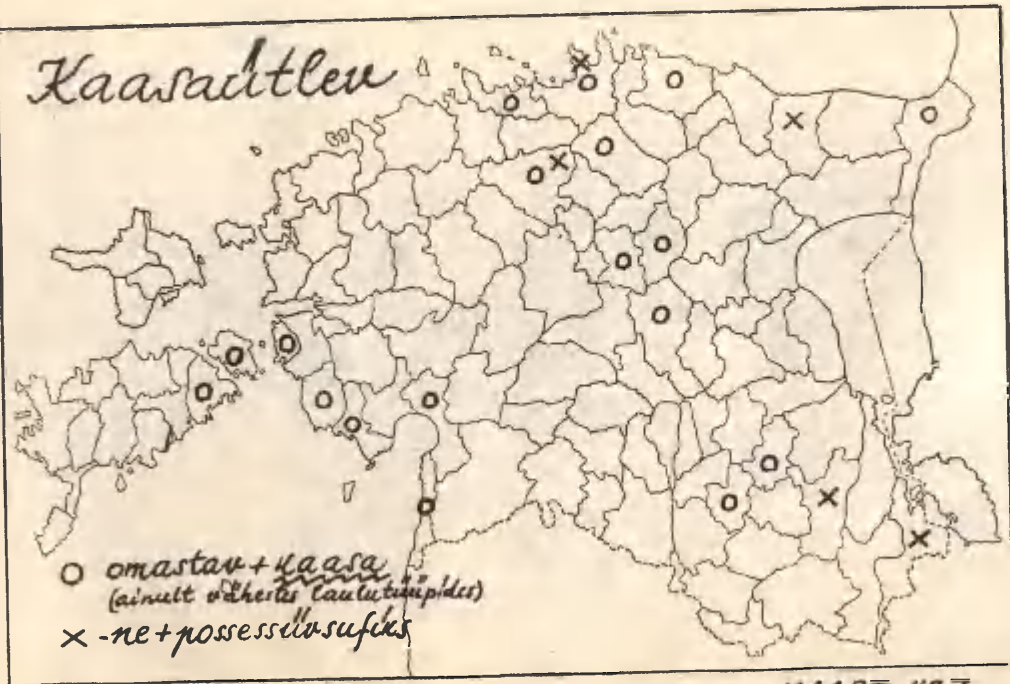 Kaasaütlev
o omastav + kaasa
(ainult vähestes laulutüüpides)
x -ne + possessiivsufiks